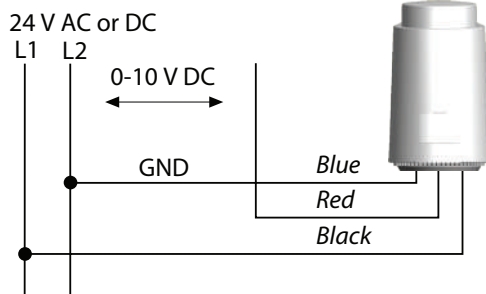 24 V AC or DC
L1 L2
0-10 V DC
GND Blue
Red
Black